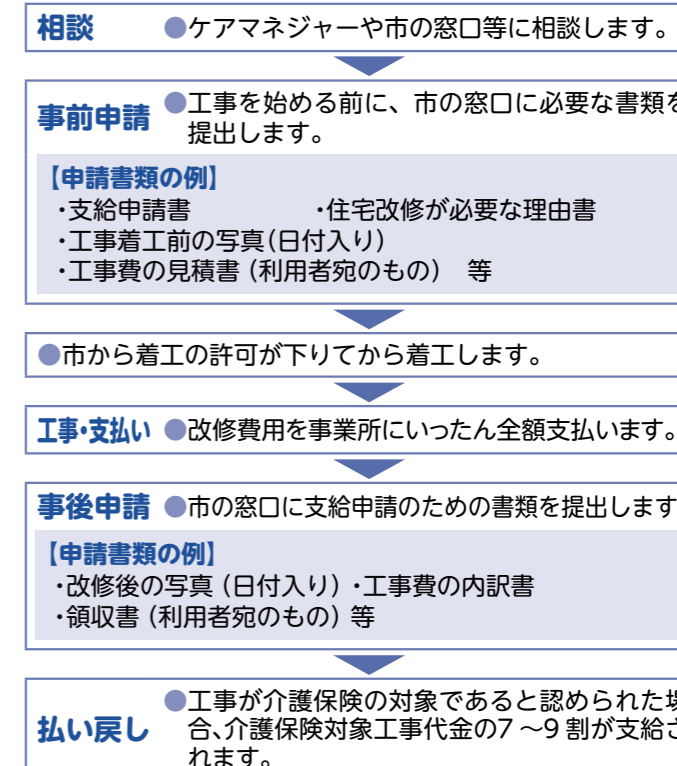 相談 ●ケアマネジャーや市の窓口等に相談します。
事前申請 ●工事を始める前に、市の窓口に必要な書類を
提出します。
【申請書類の例】
・支給申請書 ・住宅改修が必要な理由書
・工事着工前の写真（日付入り）
・工事費の見積書（利用者宛のもの） 等
●市から着工の許可が下りてから着工します。
工事・支払い ●改修費用を事業所にいったん全額支払います。
事後申請 ●市の窓口に支給申請のための書類を提出します
【申請書類の例】
・改修後の写真（日付入り）・工事費の内訳書
・領収書（利用者宛のもの）等
払い戻し ●工事が介護保険の対象であると認められた場
合、介護保険対象工事代金の7～9割が支給さ
れます。